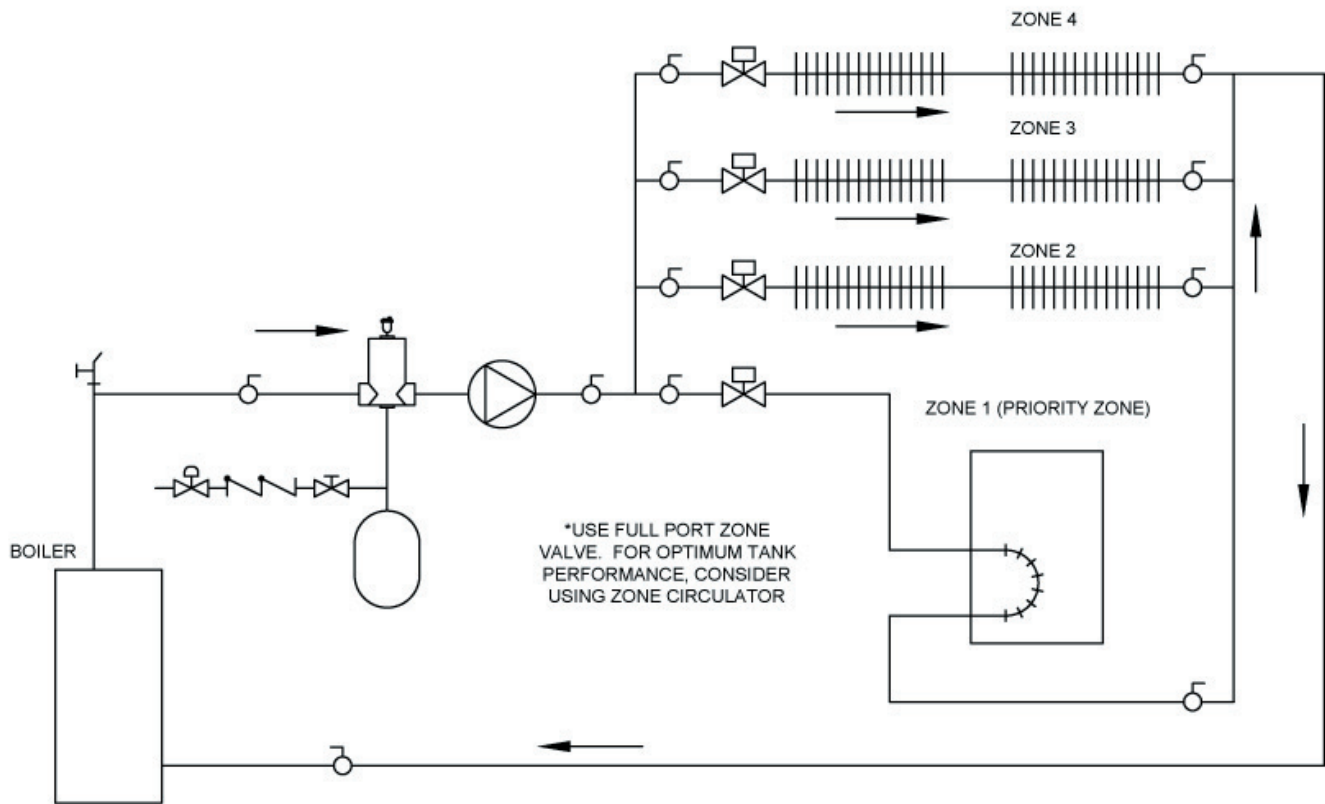 ZONE 4
ZONE 3
ZONE 2
ZONE 1 (PRIORITY ZONE)
*USE FULL PORT ZONE
VALVE. FOR OPTIMUM TANK
PERFORMANCE, CONSIDER
USING ZONE CIRCULATOR
BOILER